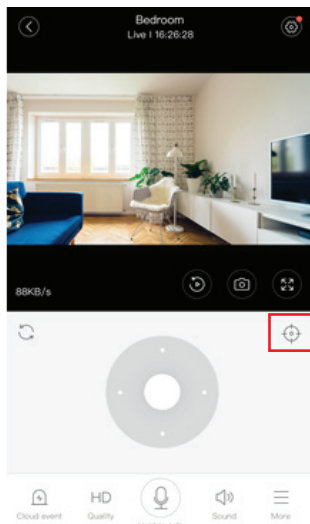 Bedroom
Live | 16:26:28
88KB/s
HD
Cloud event
Quality
Sound
More